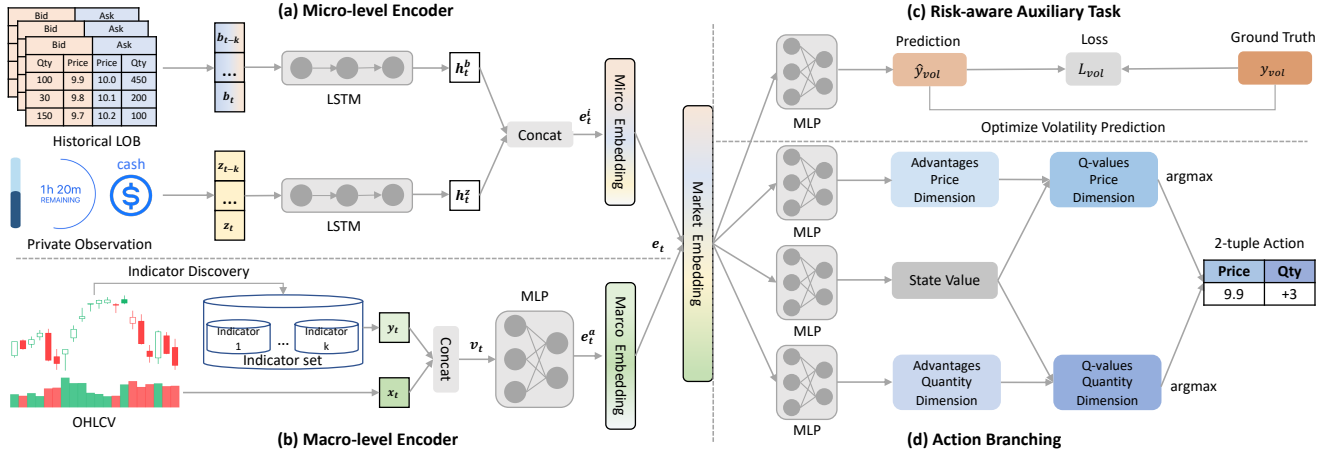 (a) Micro-level Encoder
Bid Ask
Bid Ask
Bid Ask
Qty Price Price Qty
100 9.9 10.0 450
30 9.8 10.1 200
150 9.7 10.2 100
Historical LOB
b_{t-k}
...
b_t
LSTM
h_t^b
cash
1h 20m
REMAINING
$
Private Observation
z_{t-k}
...
z_t
LSTM
h_t^z
Concat
e_t^i
Mirco Embedding
Indicator Discovery
Indicator 1
...
Indicator k
Indicator set
OHLCV
y_t
x_t
Concat
v_t
MLP
e_t^a
Marco Embedding
(b) Macro-level Encoder
e_t
Market Embedding
(c) Risk-aware Auxiliary Task
Prediction
Loss
Ground Truth
MLP
ŷ_{vol}
L_{vol}
y_{vol}
Optimize Volatility Prediction
MLP
Advantages
Price
Dimension
Q-values
Price
Dimension
argmax
MLP
State Value
2-tuple Action
Price Qty
9.9 +3
MLP
Advantages
Quantity
Dimension
Q-values
Quantity
Dimension
argmax
(d) Action Branching